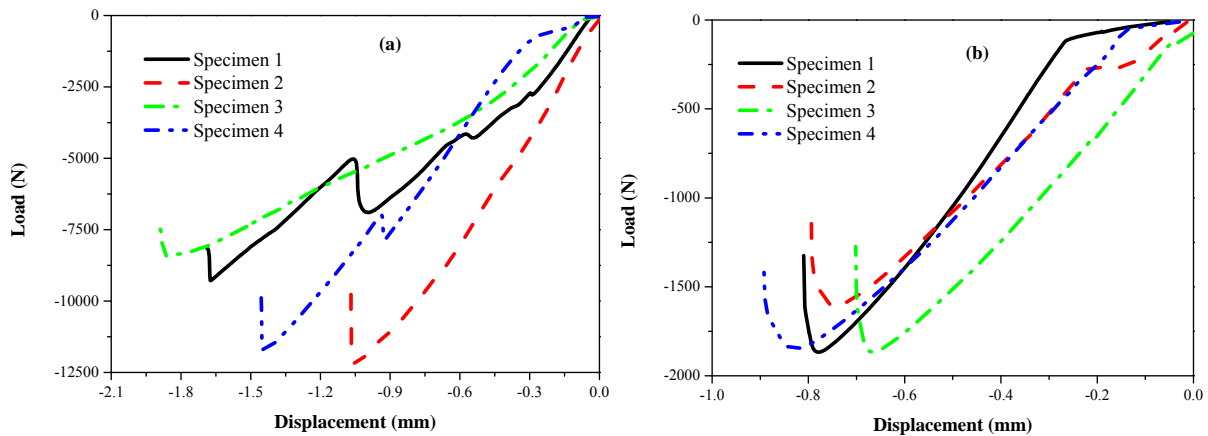 (a)
Specimen 1
Specimen 2
Specimen 3
Specimen 4
0
-2500
-5000
-7500
-10000
-12500
Load (N)
-2.1 -1.8 -1.5 -1.2 -0.9 -0.6 -0.3 0.0
Displacement (mm)
(b)
Specimen 1
Specimen 2
Specimen 3
Specimen 4
0
-500
-1000
-1500
-2000
Load (N)
-1.0 -0.8 -0.6 -0.4 -0.2 0.0
Displacement (mm)